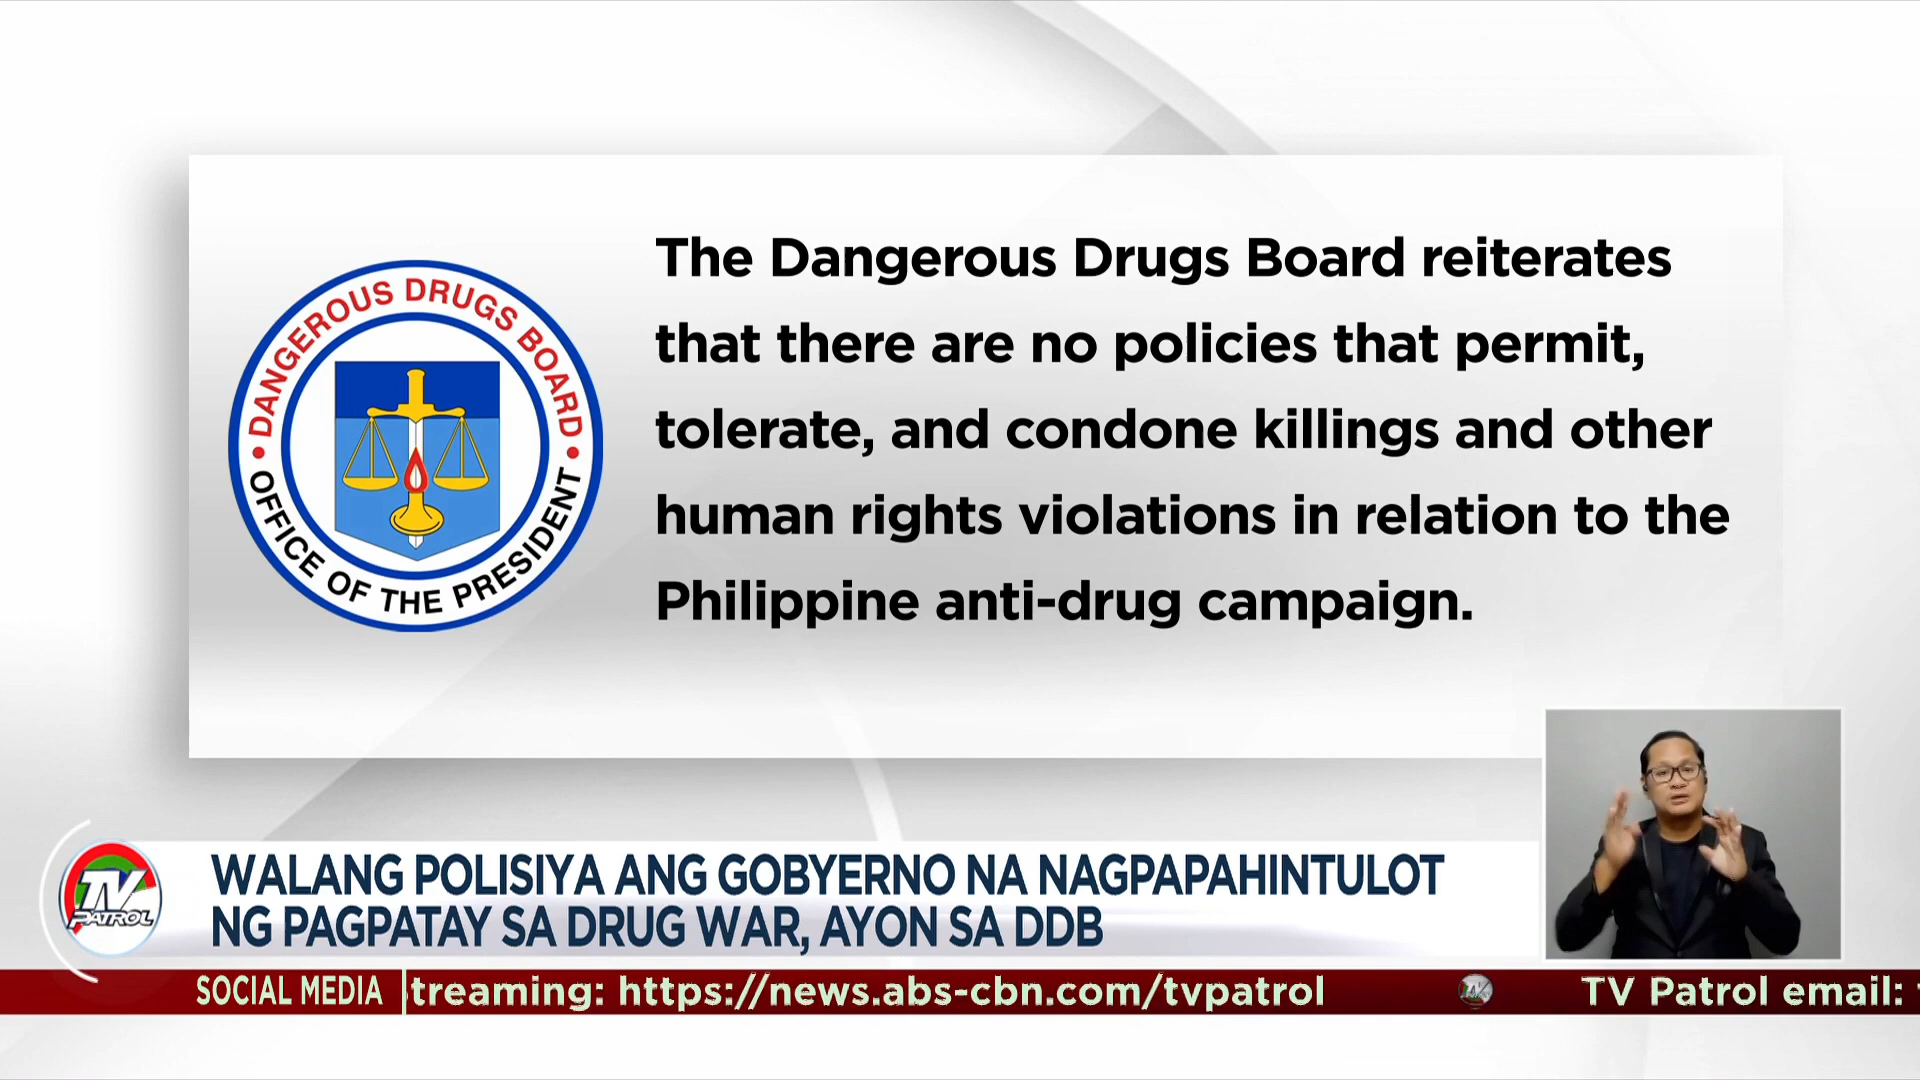 The Dangerous Drugs Board reiterates
that there are no policies that permit,
tolerate, and condone killings and other
human rights violations in relation to the
Philippine anti-drug campaign.
DANGEROUS DRUGS BOARD
OFFICE OF THE PRESIDENT
WALANG POLISIYA ANG GOBYERNO NA NAGPAPAHINTULOT
NG PAGPATAY SA DRUG WAR, AYON SA DDB
TV PATROL
SOCIAL MEDIA treaming: https://news.abs-cbn.com/tvpatrol TV Patrol email: